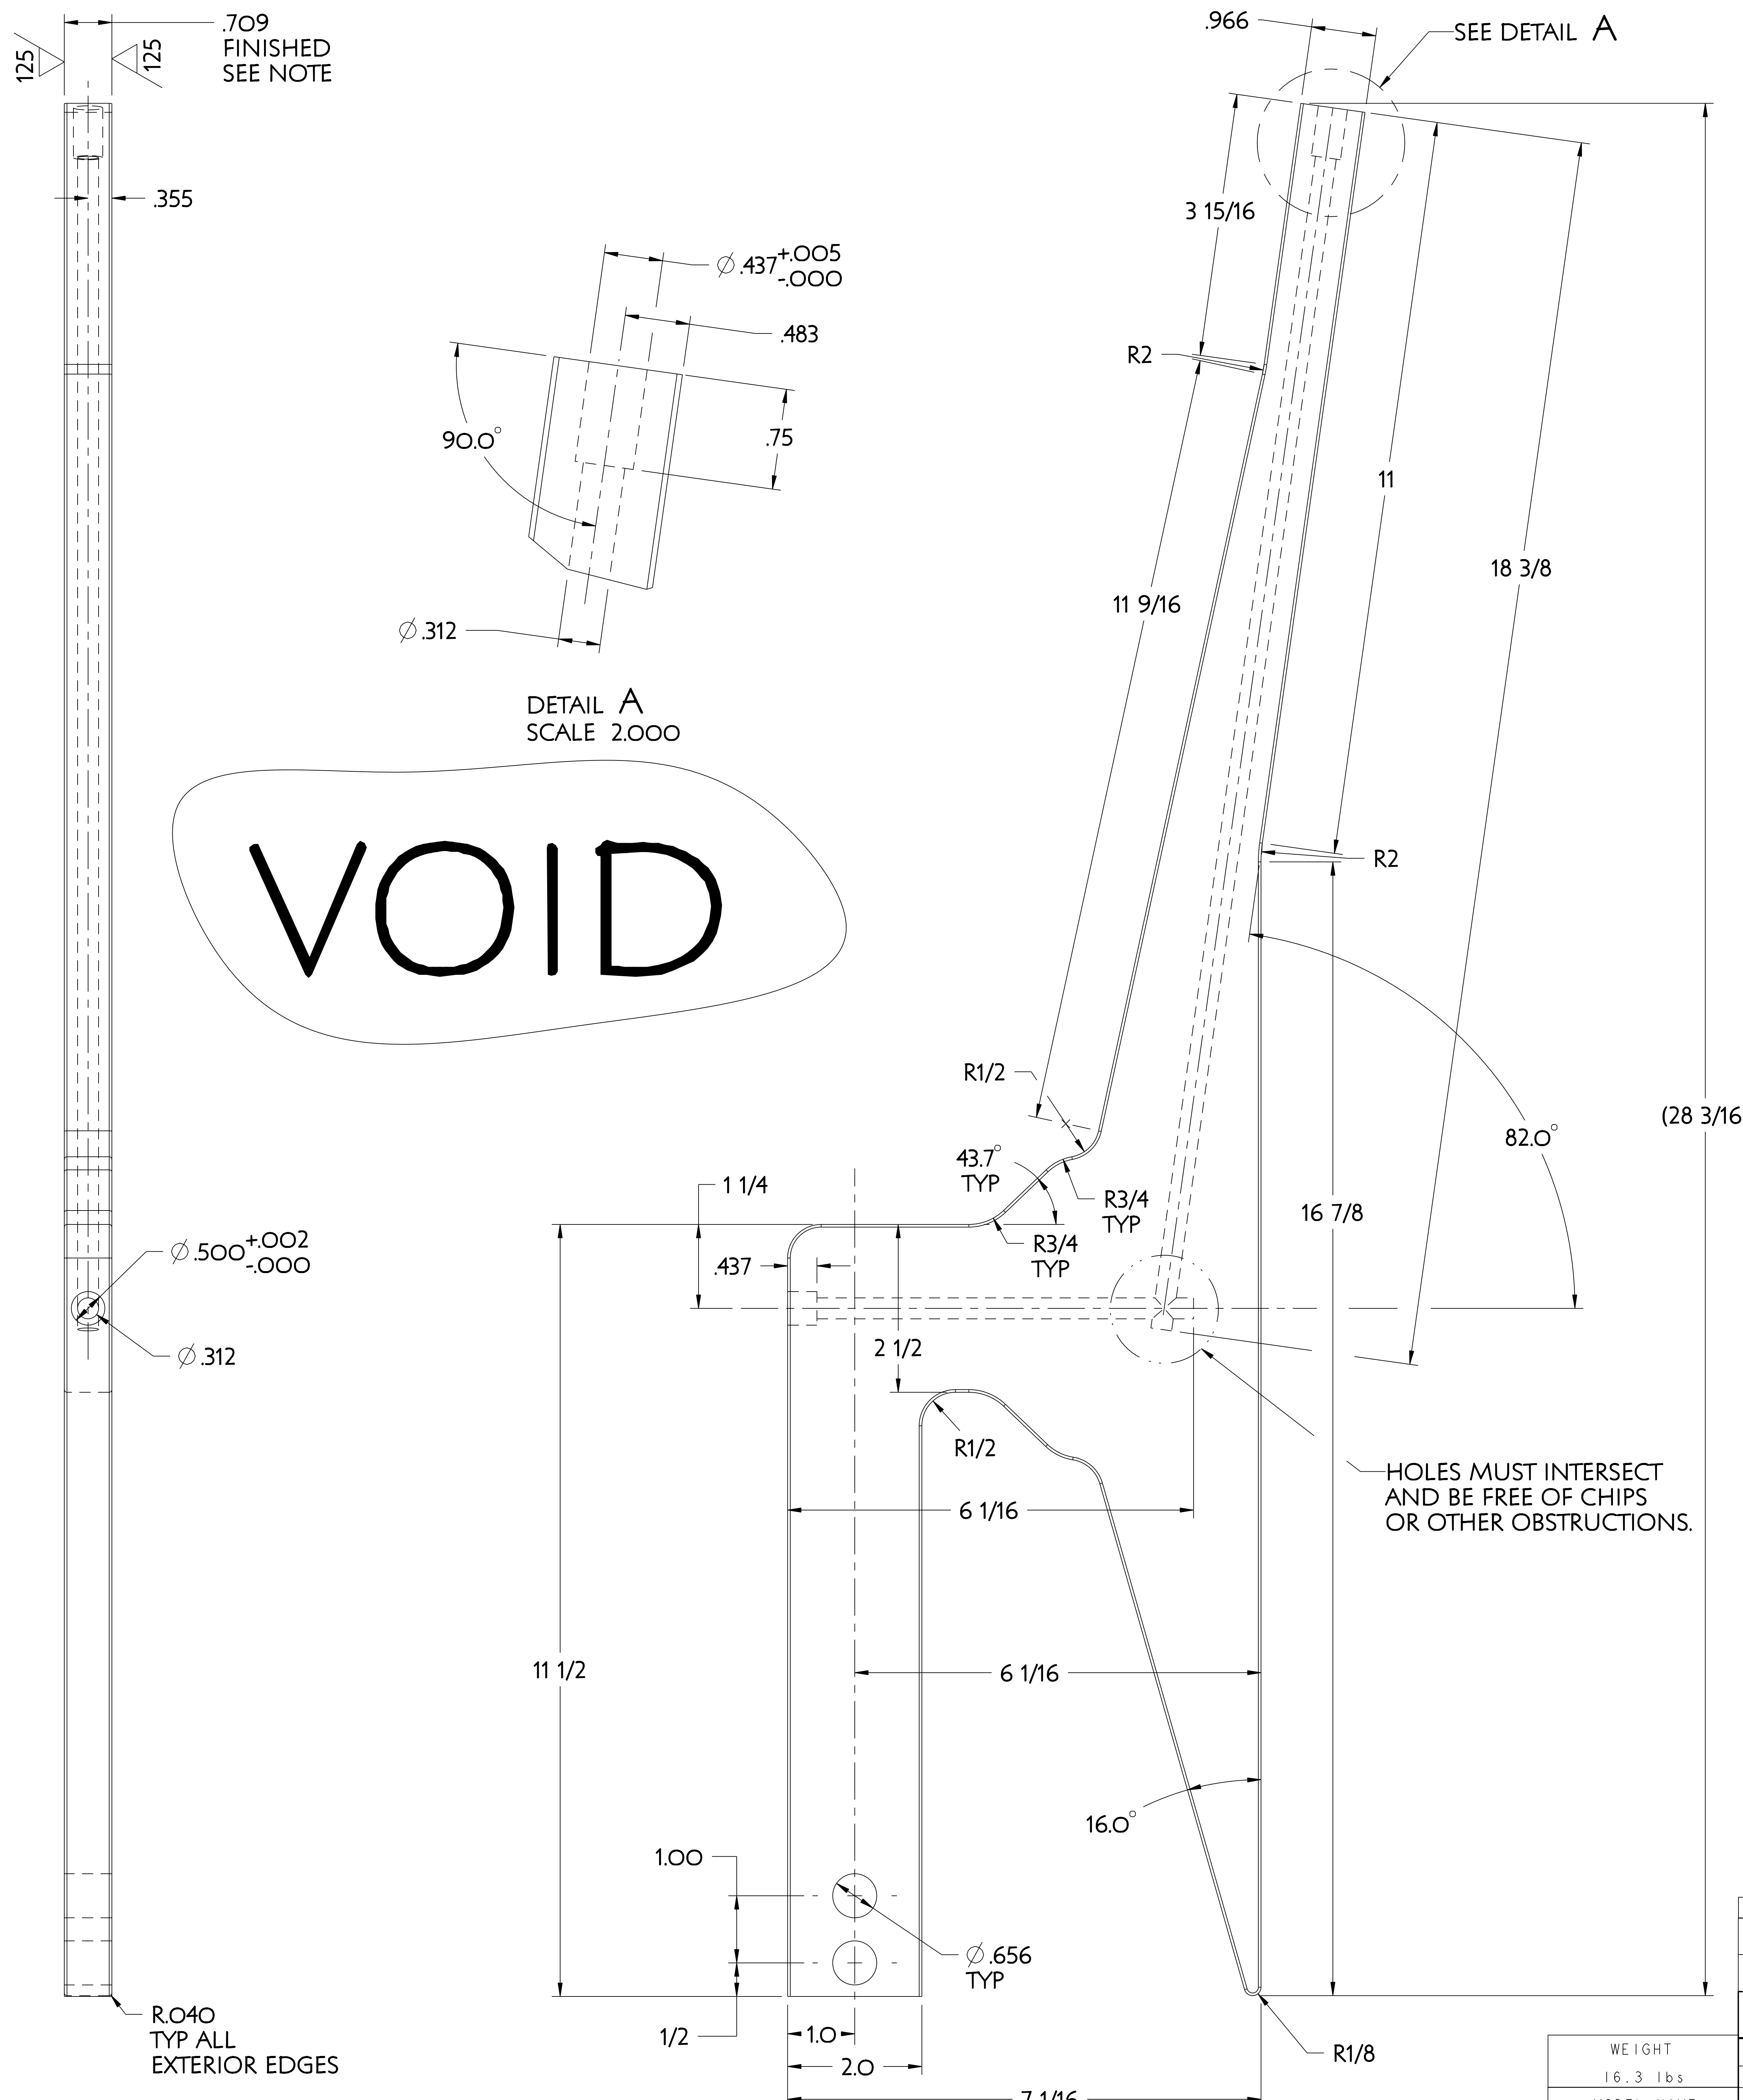 .709
FINISHED
SEE NOTE
125
125
.355
.966
SEE DETAIL A
3 15/16
Ø.437 +.005
-.000
.483
90.0°
.75
Ø.312
DETAIL A
SCALE 2.000
R2
11
18 3/8
11 9/16
VOID
R2
R1/2
43.7°
TYP
R3/4
TYP
R3/4
TYP
82.0°
(28 3/16
16 7/8
1 1/4
.437
Ø.500 +.002
-.000
Ø.312
2 1/2
R1/2
HOLES MUST INTERSECT
AND BE FREE OF CHIPS
OR OTHER OBSTRUCTIONS.
6 1/16
11 1/2
6 1/16
16.0°
1.00
Ø.656
TYP
1/2
1.0
2.0
7 1/16
R1/8
R.040
TYP ALL
EXTERIOR EDGES
WEIGHT
16.3 lbs